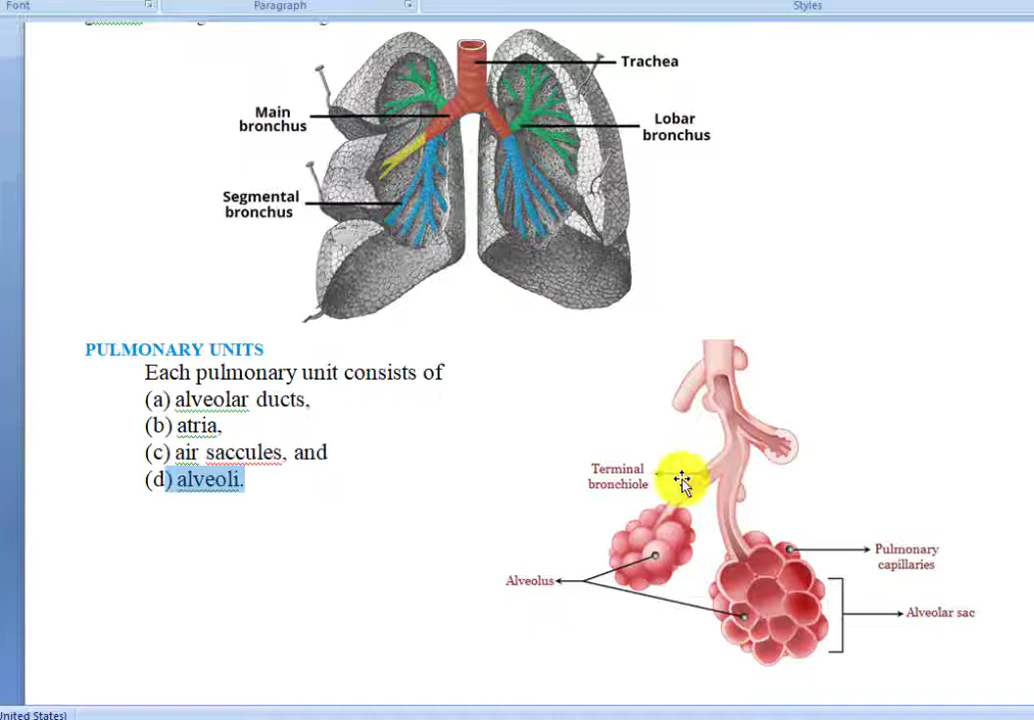 Font
Paragraph
Styles
Trachea
Main
bronchus
Lobar
bronchus
Segmental
bronchus
PULMONARY UNITS
Each pulmonary unit consists of
(a) alveolar ducts,
(b) atria,
(c) air saccules, and
(d) alveoli.
Terminal
bronchiole
Pulmonary
capillaries
Alveolus
Alveolar sac
United States)